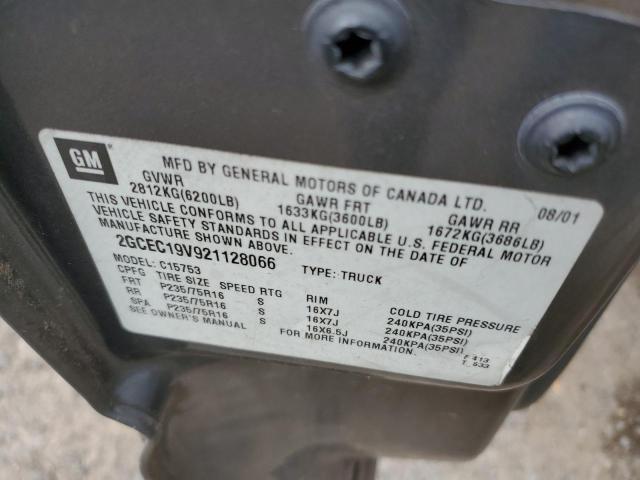 GM
MFD BY GENERAL MOTORS OF CANADA LTD. 08/01
GVWR GAWR FRT GAWR RR
2812KG(6200LB) 1633KG(3600LB) 1672KG(3686LB)
THIS VEHICLE CONFORMS TO ALL APPLICABLE U.S. FEDERAL MOTOR
VEHICLE SAFETY STANDARDS IN EFFECT ON THE DATE OF
MANUFACTURE SHOWN ABOVE.
2GCEC19V921128066 TYPE: TRUCK
MODEL: C15753
CPFG TIRE SIZE SPEED RTG RIM COLD TIRE PRESSURE
FRT P235/75R16 S 16X7J 240KPA(35PSI)
RR P235/75R16 S 16X7J 240KPA(35PSI)
SPA P235/75R16 S 16X6.5J 240KPA(35PSI)
SEE OWNER'S MANUAL FOR MORE INFORMATION.
F 413
T 533